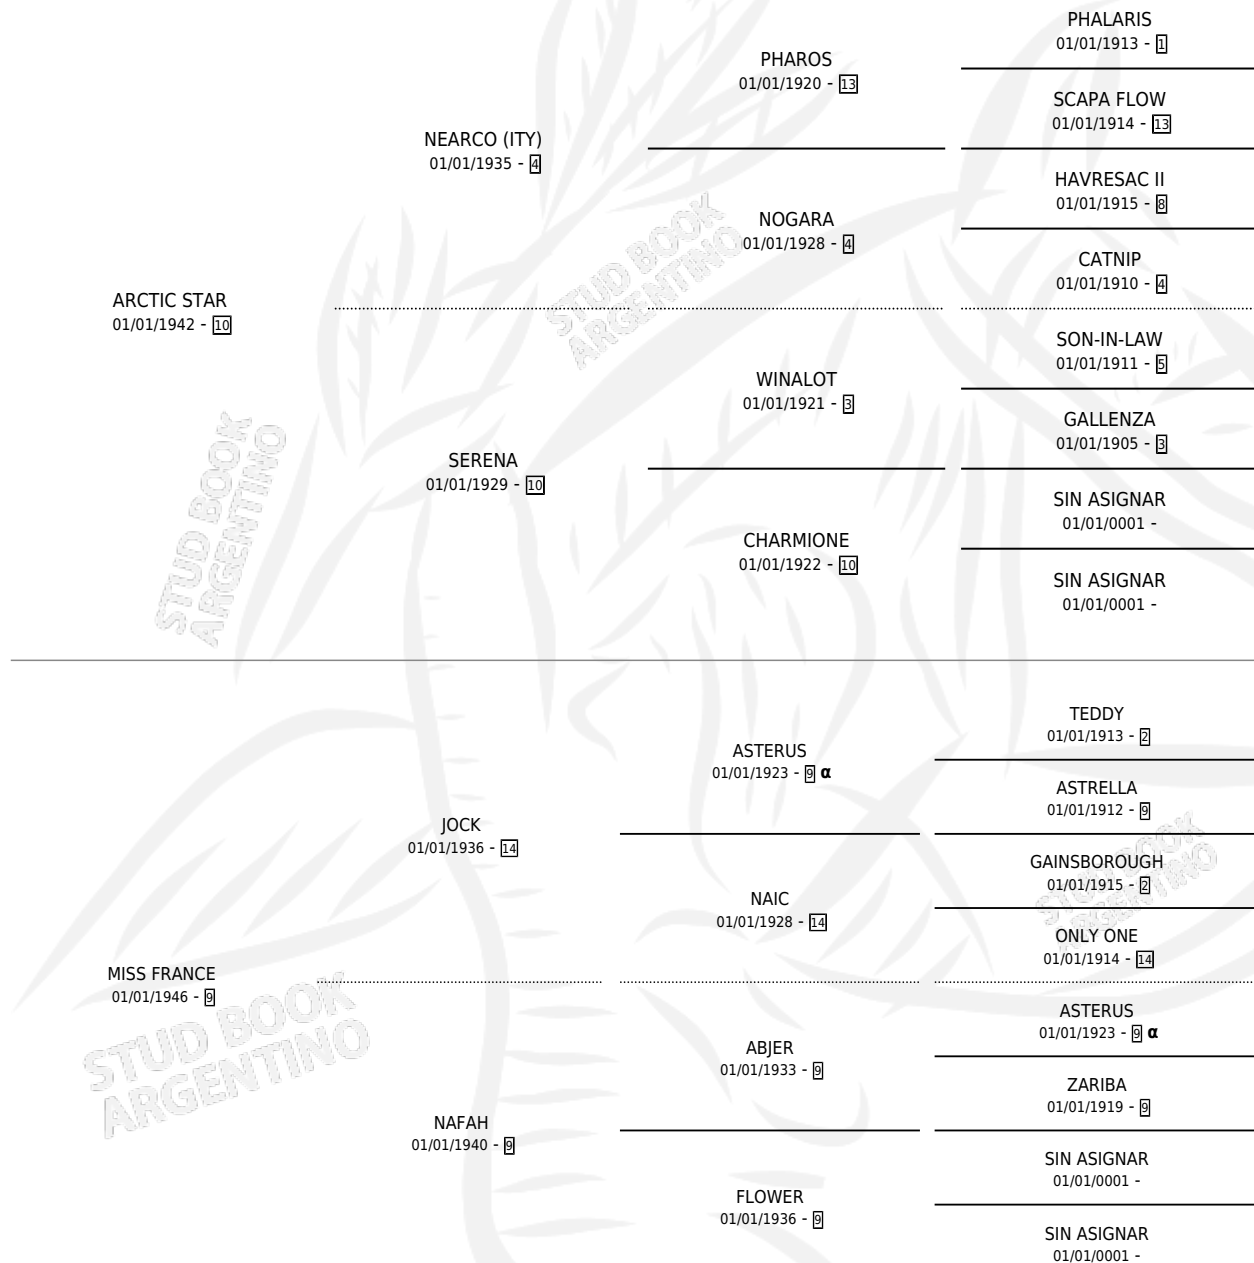 PHALARIS
01/01/1913 - 1
PHAROS
01/01/1920 - 13
SCAPA FLOW
01/01/1914 - 13
NEARCO (ITY)
01/01/1935 - 4
HAVRESAC II
01/01/1915 - 8
NOGARA
01/01/1928 - 4
CATNIP
01/01/1910 - 4
ARCTIC STAR
01/01/1942 - 10
SON-IN-LAW
01/01/1911 - 5
WINALOT
01/01/1921 - 3
GALLENZA
01/01/1905 - 3
SERENA
01/01/1929 - 10
SIN ASIGNAR
01/01/0001 -
CHARMIONE
01/01/1922 - 10
SIN ASIGNAR
01/01/0001 -
TEDDY
01/01/1913 - 2
ASTERUS
01/01/1923 - 9 α
ASTRELLA
01/01/1912 - 9
JOCK
01/01/1936 - 14
GAINSBOROUGH
01/01/1915 - 2
NAIC
01/01/1928 - 14
ONLY ONE
01/01/1914 - 14
MISS FRANCE
01/01/1946 - 9
ASTERUS
01/01/1923 - 9 α
ABJER
01/01/1933 - 9
ZARIBA
01/01/1919 - 9
NAFAH
01/01/1940 - 9
SIN ASIGNAR
01/01/0001 -
FLOWER
01/01/1936 - 9
SIN ASIGNAR
01/01/0001 -
STUD BOOK
ARGENTINO
STUD BOOK
ARGENTINO
STUD BOOK
ARGENTINO
STUD BOOK
ARGENTINO